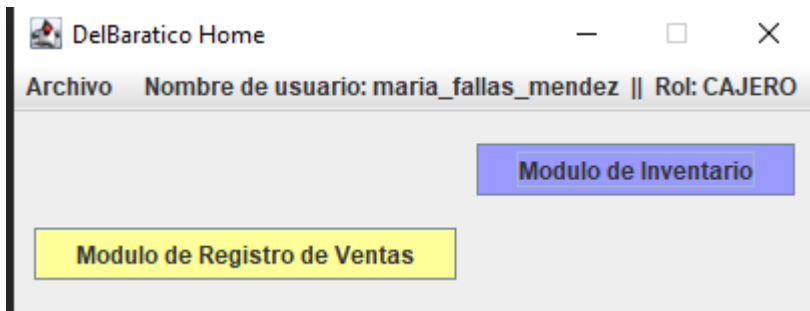 DelBaratico Home
Archivo Nombre de usuario: maria_fallas_mendez || Rol: CAJERO
Modulo de Inventario
Modulo de Registro de Ventas